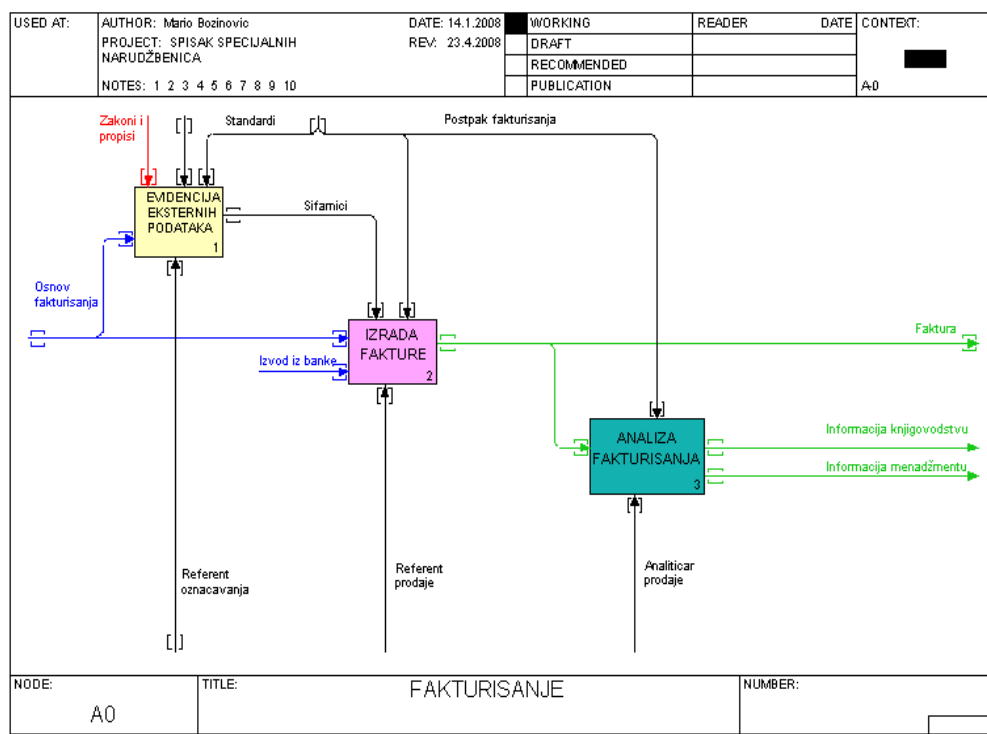 USED AT:
AUTHOR: Mario Bozinovic
DATE: 14.1.2008
WORKING
READER
DATE
CONTEXT:
PROJECT: SPISAK SPECIJALNIH
REV: 23.4.2008
DRAFT
NARUDŽBENICA
RECOMMENDED
NOTES: 1 2 3 4 5 6 7 8 9 10
PUBLICATION
A-0
Zakoni i
propisi
Standardi
Postpak fakturisanja
EVIDENCIJA
EKSTERNIH
PODATAKA
1
Sifarnici
Osnov
fakturisanja
IZRADA
FAKTURE
2
Faktura
Izvod iz banke
ANALIZA
FAKTURISANJA
3
Informacija knjigovodstvu
Informacija menadžmentu
Referent
oznacavanja
Referent
prodaje
Analiticar
prodaje
NODE:
A0
TITLE:
FAKTURISANJE
NUMBER: